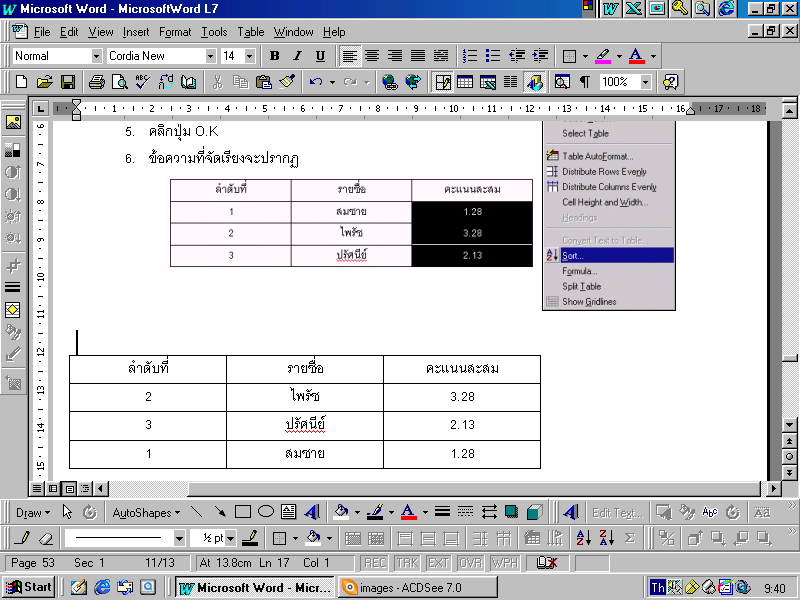 Microsoft Word - MicrosoftWord L7
File Edit View Insert Format Tools Table Window Help
Normal Cordia New 14 B I U
100%
5. คลิกปุ่ม O.K
6. ข้อความที่จัดเรียงจะปรากฏ
ลำดับที่ รายชื่อ คะแนนสะสม
1 สมชาย 1.28
2 ไพรัช 3.28
3 ปรัศนีย์ 2.13
Select Table
Table AutoFormat...
Distribute Rows Evenly
Distribute Columns Evenly
Cell Height and Width...
Headings
Convert Text to Table...
Sort...
Formula...
Split Table
Show Gridlines
ลำดับที่ รายชื่อ คะแนนสะสม
2 ไพรัช 3.28
3 ปรัศนีย์ 2.13
1 สมชาย 1.28
Draw AutoShapes Edit Text...
½ pt
Page 53 Sec 1 11/13 At 13.8cm Ln 17 Col 1 REC TRK EXT OVR WPH
Start Microsoft Word - Micr... images - ACDSee 7.0 Th 9:40